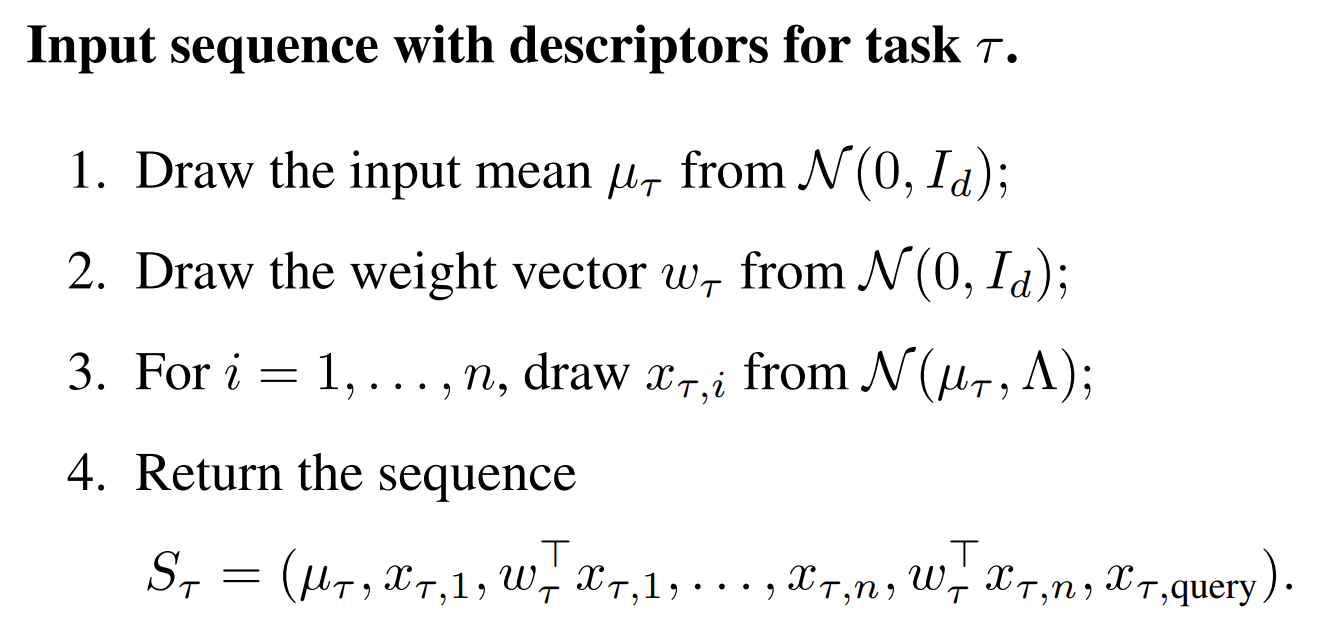 Input sequence with descriptors for task τ.
1. Draw the input mean μ_τ from 𝒩(0, I_d);
2. Draw the weight vector w_τ from 𝒩(0, I_d);
3. For i = 1, . . . , n, draw x_{τ,i} from 𝒩(μ_τ, Λ);
4. Return the sequence
S_τ = (μ_τ, x_{τ,1}, w_τ^⊤ x_{τ,1}, . . . , x_{τ,n}, w_τ^⊤ x_{τ,n}, x_{τ,query}).